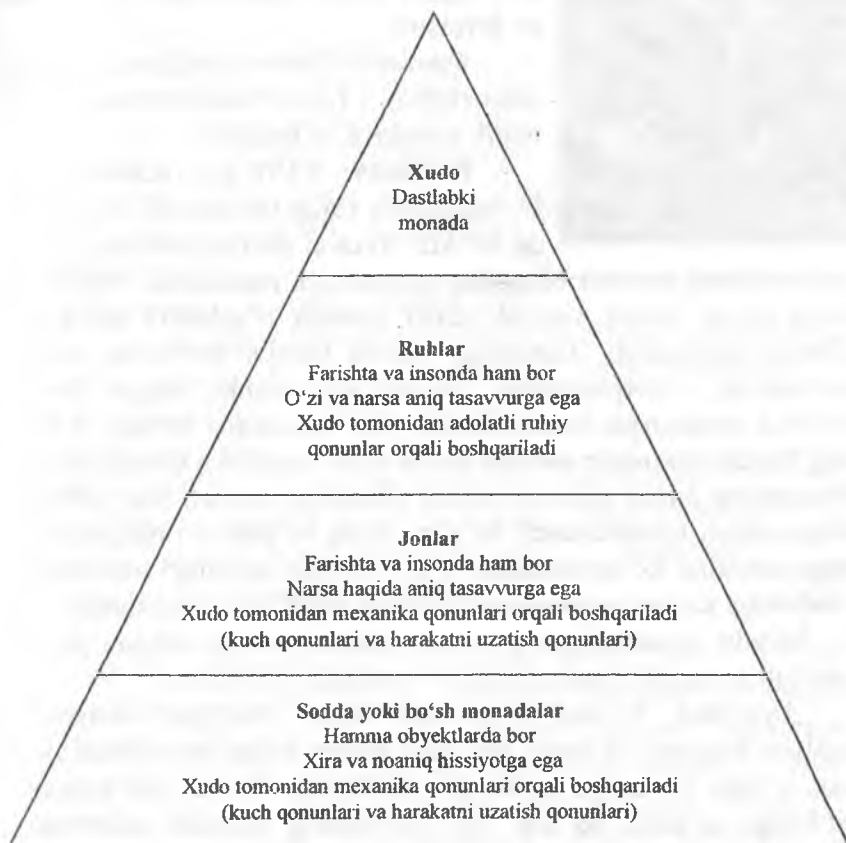 Xudo
Dastlabki
monada
Ruhlar
Farishta va insonda ham bor
O‘zi va narsa aniq tasavvurga ega
Xudo tomonidan adolatli ruhiy
qonunlar orqali boshqariladi
Jonlar
Farishta va insonda ham bor
Narsa haqida aniq tasavvurga ega
Xudo tomonidan mexanika qonunlari orqali boshqariladi
(kuch qonunlari va harakatni uzatish qonunlari)
Sodda yoki bo‘sh monadalar
Hamma obyektlarda bor
Xira va noaniq hissiyotga ega
Xudo tomonidan mexanika qonunlari orqali boshqariladi
(kuch qonunlari va harakatni uzatish qonunlari)